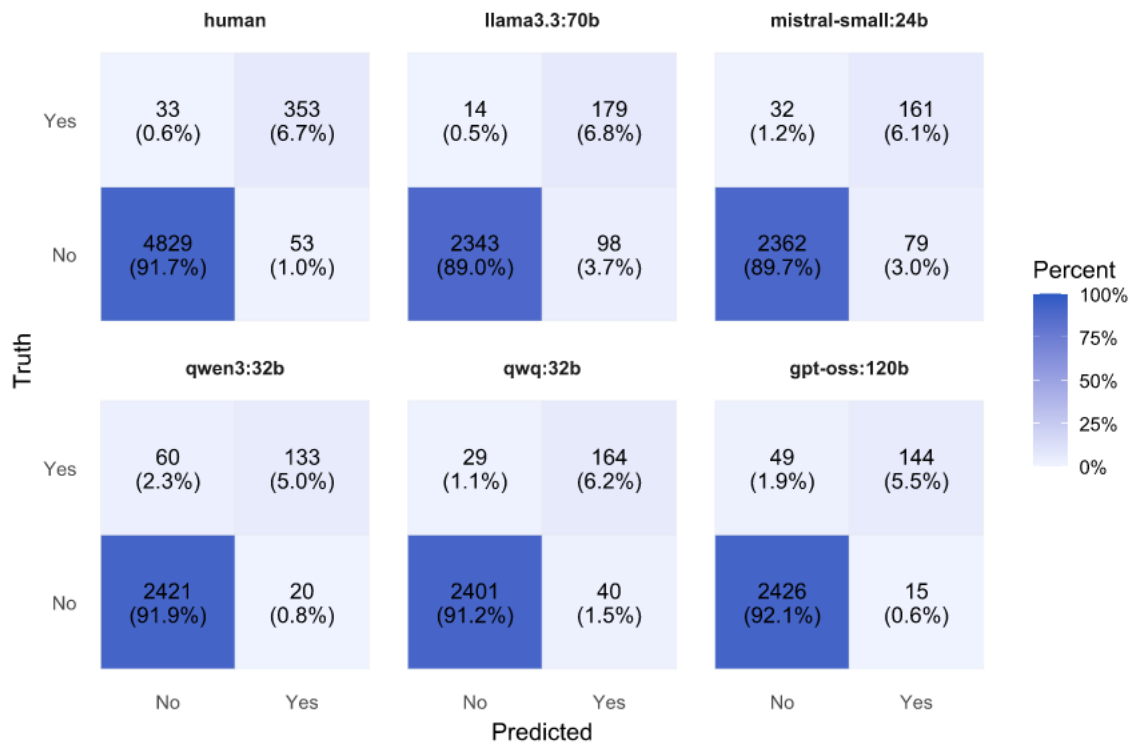 human
llama3.3:70b
mistral-small:24b
Yes
33
(0.6%)
353
(6.7%)
14
(0.5%)
179
(6.8%)
32
(1.2%)
161
(6.1%)
No
4829
(91.7%)
53
(1.0%)
2343
(89.0%)
98
(3.7%)
2362
(89.7%)
79
(3.0%)
Truth
qwen3:32b
qwq:32b
gpt-oss:120b
Yes
60
(2.3%)
133
(5.0%)
29
(1.1%)
164
(6.2%)
49
(1.9%)
144
(5.5%)
No
2421
(91.9%)
20
(0.8%)
2401
(91.2%)
40
(1.5%)
2426
(92.1%)
15
(0.6%)
No
Yes
No
Yes
No
Yes
Predicted
Percent
100%
75%
50%
25%
0%